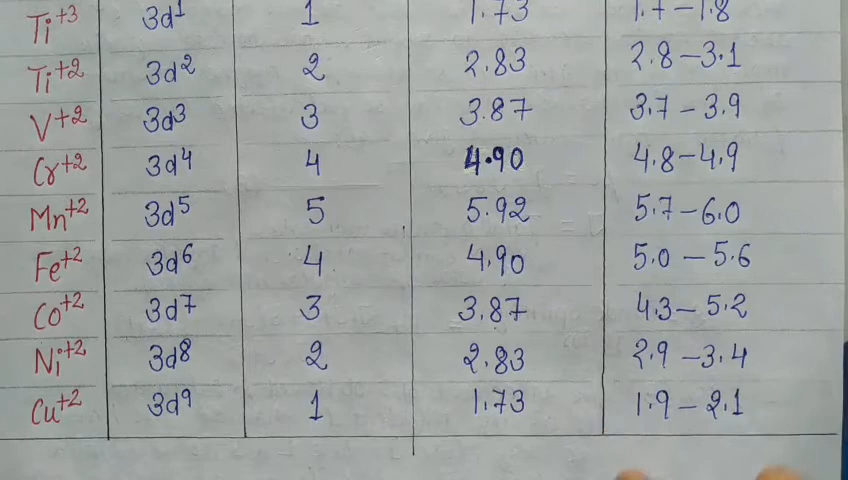 Ti+3 3d1 1 1.73 1.7-1.8
Ti+2 3d2 2 2.83 2.8-3.1
V+2 3d3 3 3.87 3.7-3.9
Cr+2 3d4 4 4.90 4.8-4.9
Mn+2 3d5 5 5.92 5.7-6.0
Fe+2 3d6 4 4.90 5.0-5.6
Co+2 3d7 3 3.87 4.3-5.2
Ni+2 3d8 2 2.83 2.9-3.4
Cu+2 3d9 1 1.73 1.9-2.1